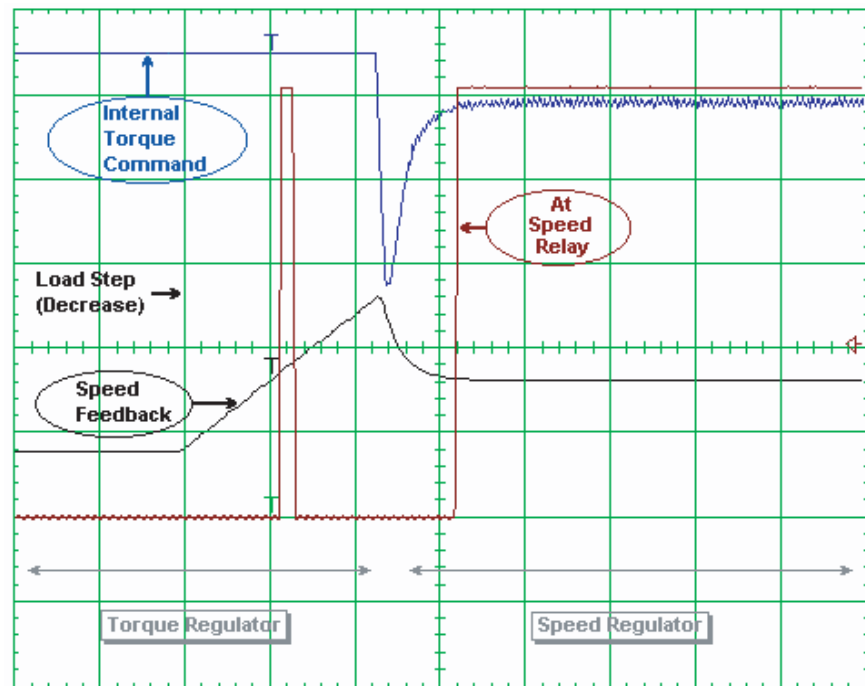 T
Internal
Torque
Command
At
Speed
Relay
Load Step
(Decrease)
T
Speed
Feedback
T
Torque Regulator
Speed Regulator